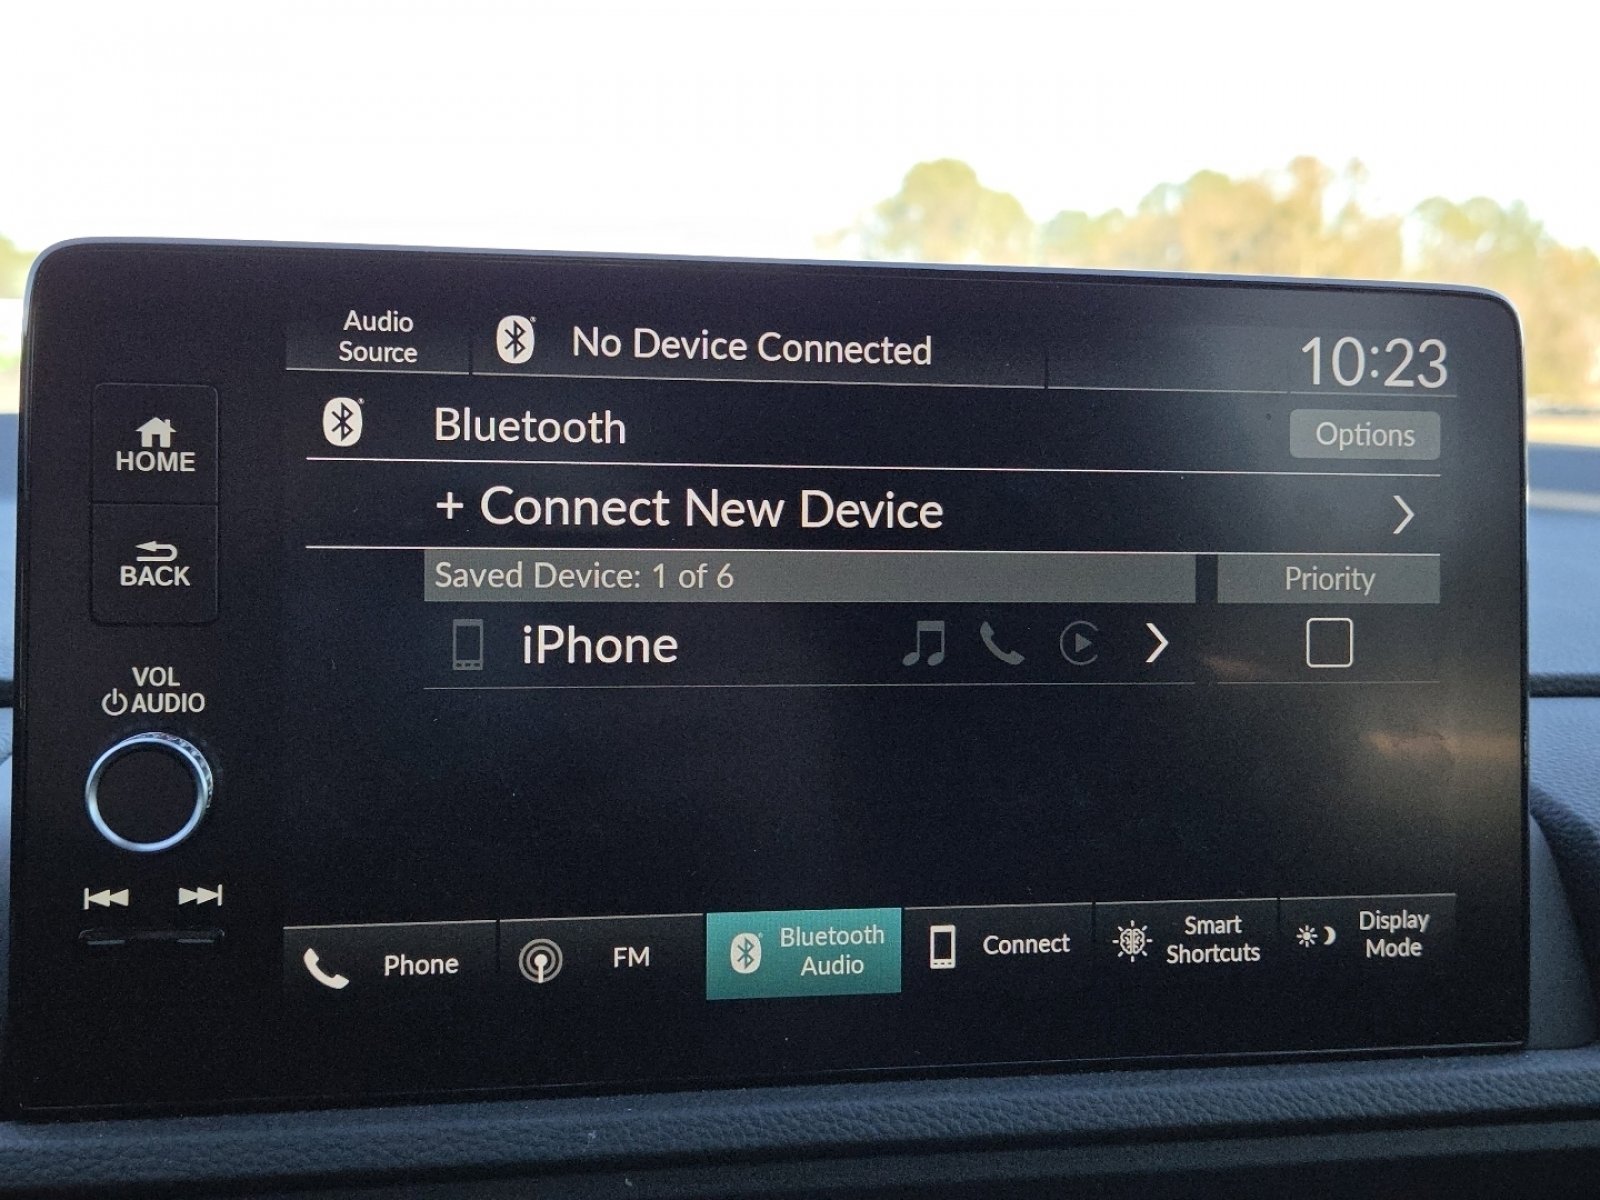 Audio
Source
No Device Connected
10:23
HOME
Bluetooth
Options
+ Connect New Device
BACK
Saved Device: 1 of 6
Priority
iPhone
VOL
AUDIO
Phone
FM
Bluetooth
Audio
Connect
Smart
Shortcuts
Display
Mode